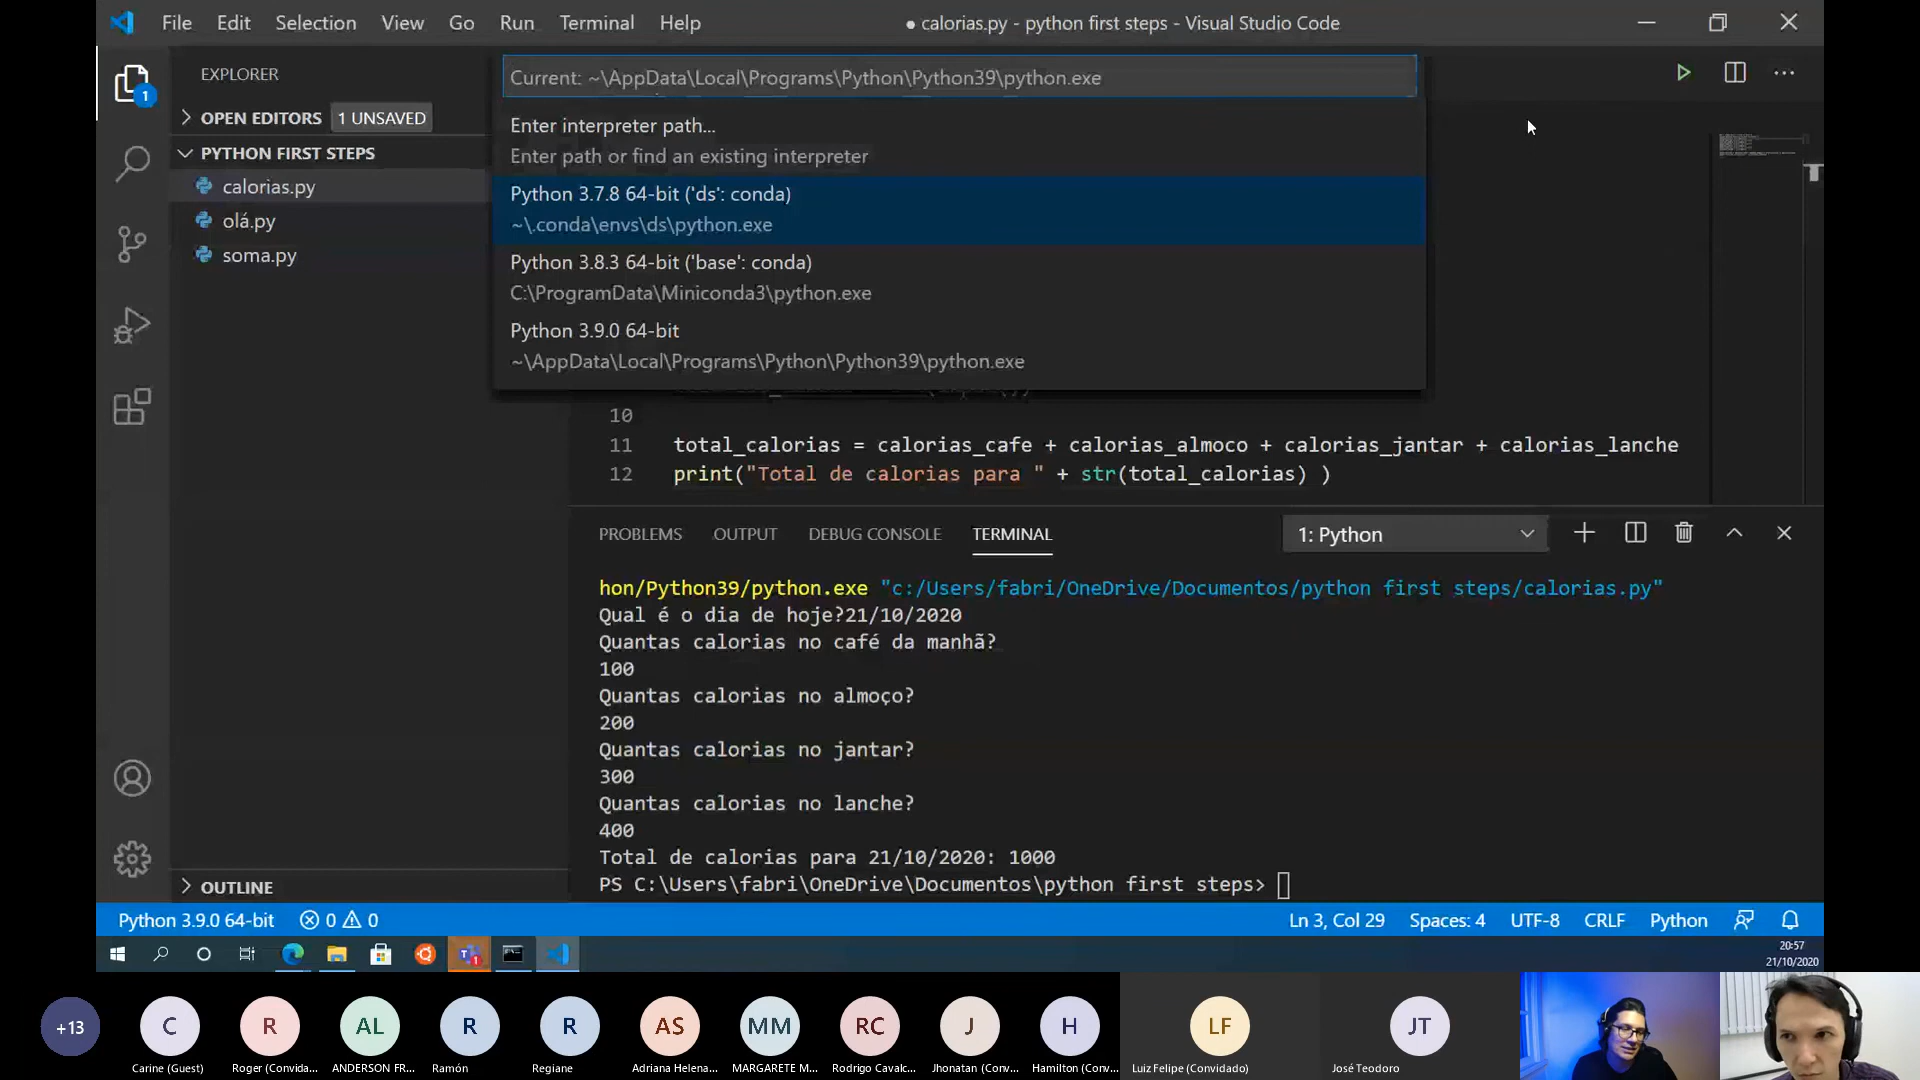 File Edit Selection View Go Run Terminal Help
● calorias.py - python first steps - Visual Studio Code
EXPLORER
OPEN EDITORS 1 UNSAVED
PYTHON FIRST STEPS
calorias.py
olá.py
soma.py
OUTLINE
1
Current: ~\AppData\Local\Programs\Python\Python39\python.exe
Enter interpreter path...
Enter path or find an existing interpreter
Python 3.7.8 64-bit ('ds': conda)
~\.conda\envs\ds\python.exe
Python 3.8.3 64-bit ('base': conda)
C:\ProgramData\Miniconda3\python.exe
Python 3.9.0 64-bit
~\AppData\Local\Programs\Python\Python39\python.exe
10
11 total_calorias = calorias_cafe + calorias_almoco + calorias_jantar + calorias_lanche
12 print("Total de calorias para " + str(total_calorias) )
PROBLEMS OUTPUT DEBUG CONSOLE TERMINAL 1: Python
hon/Python39/python.exe "c:/Users/fabri/OneDrive/Documentos/python first steps/calorias.py"
Qual é o dia de hoje?21/10/2020
Quantas calorias no café da manhã?
100
Quantas calorias no almoço?
200
Quantas calorias no jantar?
300
Quantas calorias no lanche?
400
Total de calorias para 21/10/2020: 1000
PS C:\Users\fabri\OneDrive\Documentos\python first steps>
Python 3.9.0 64-bit 0 0 Ln 3, Col 29 Spaces: 4 UTF-8 CRLF Python
20:57
21/10/2020
+13 C R AL R R AS MM RC J H LF JT
Carine (Guest) Roger (Convida... ANDERSON FR... Ramón Regiane Adriana Helena... MARGARETE M... Rodrigo Cavalc... Jhonatan (Conv... Hamilton (Conv... Luiz Felipe (Convidado) José Teodoro